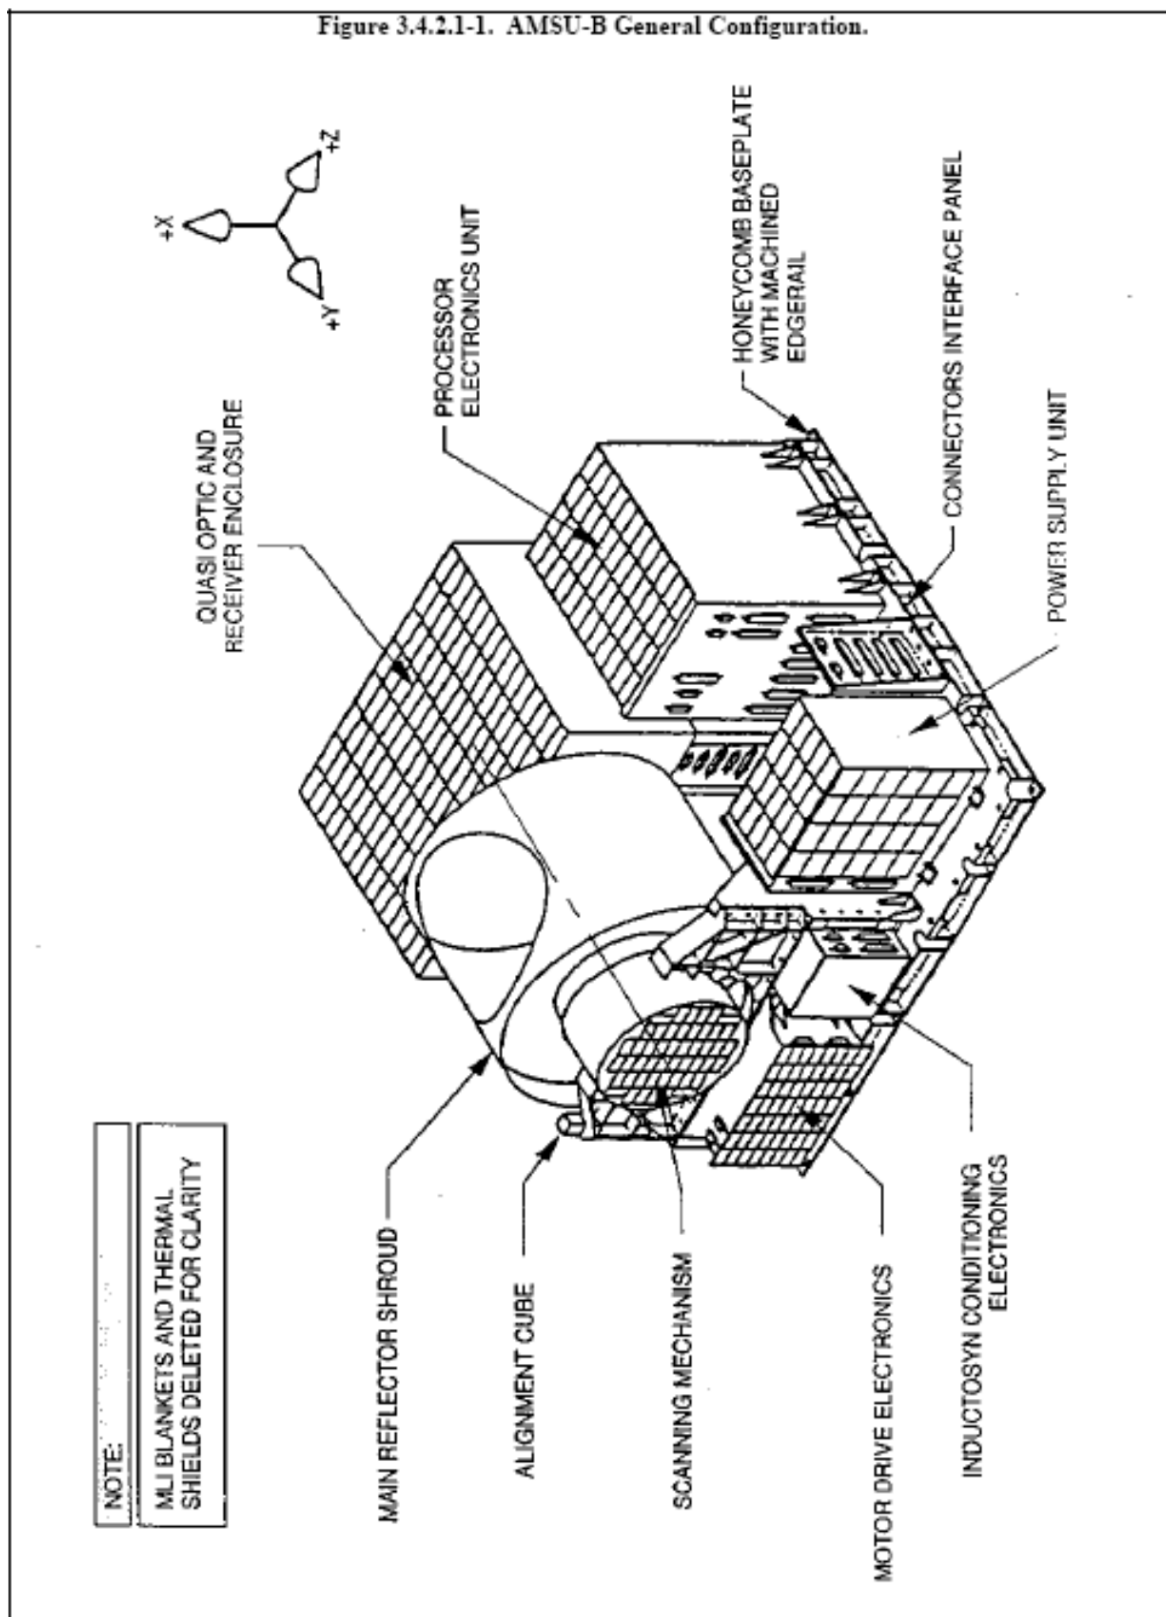 Figure 3.4.2.1-1. AMSU-B General Configuration.
NOTE:
MLI BLANKETS AND THERMAL
SHIELDS DELETED FOR CLARITY
+X
+Y
+Z
QUASI OPTIC AND
RECEIVER ENCLOSURE
PROCESSOR
ELECTRONICS UNIT
HONEYCOMB BASEPLATE
WITH MACHINED
EDGERAIL
CONNECTORS INTERFACE PANEL
POWER SUPPLY UNIT
MAIN REFLECTOR SHROUD
ALIGNMENT CUBE
SCANNING MECHANISM
MOTOR DRIVE ELECTRONICS
INDUCTOSYN CONDITIONING
ELECTRONICS